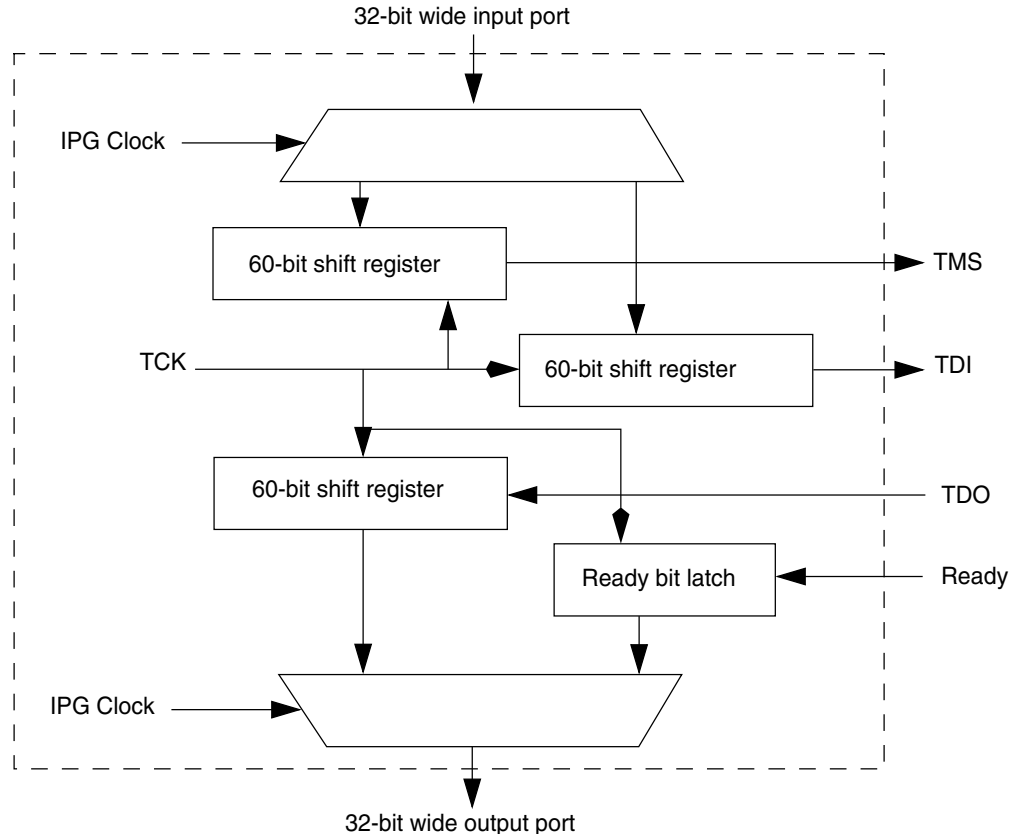 32-bit wide input port
IPG Clock
60-bit shift register
TMS
TCK
60-bit shift register
TDI
60-bit shift register
TDO
Ready bit latch
Ready
IPG Clock
32-bit wide output port